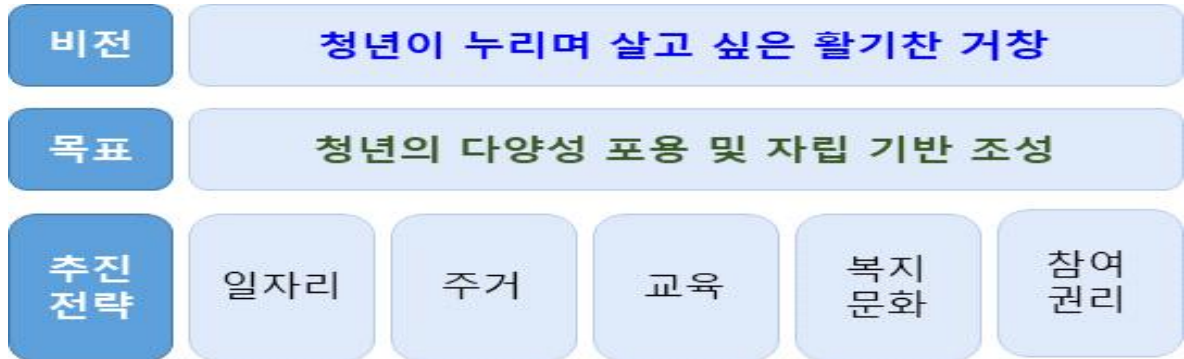 비전
청년이 누리며 살고 싶은 활기찬 거창
목표
청년의 다양성 포용 및 자립 기반 조성
추진
전략
일자리
주거
교육
복지
문화
참여
권리